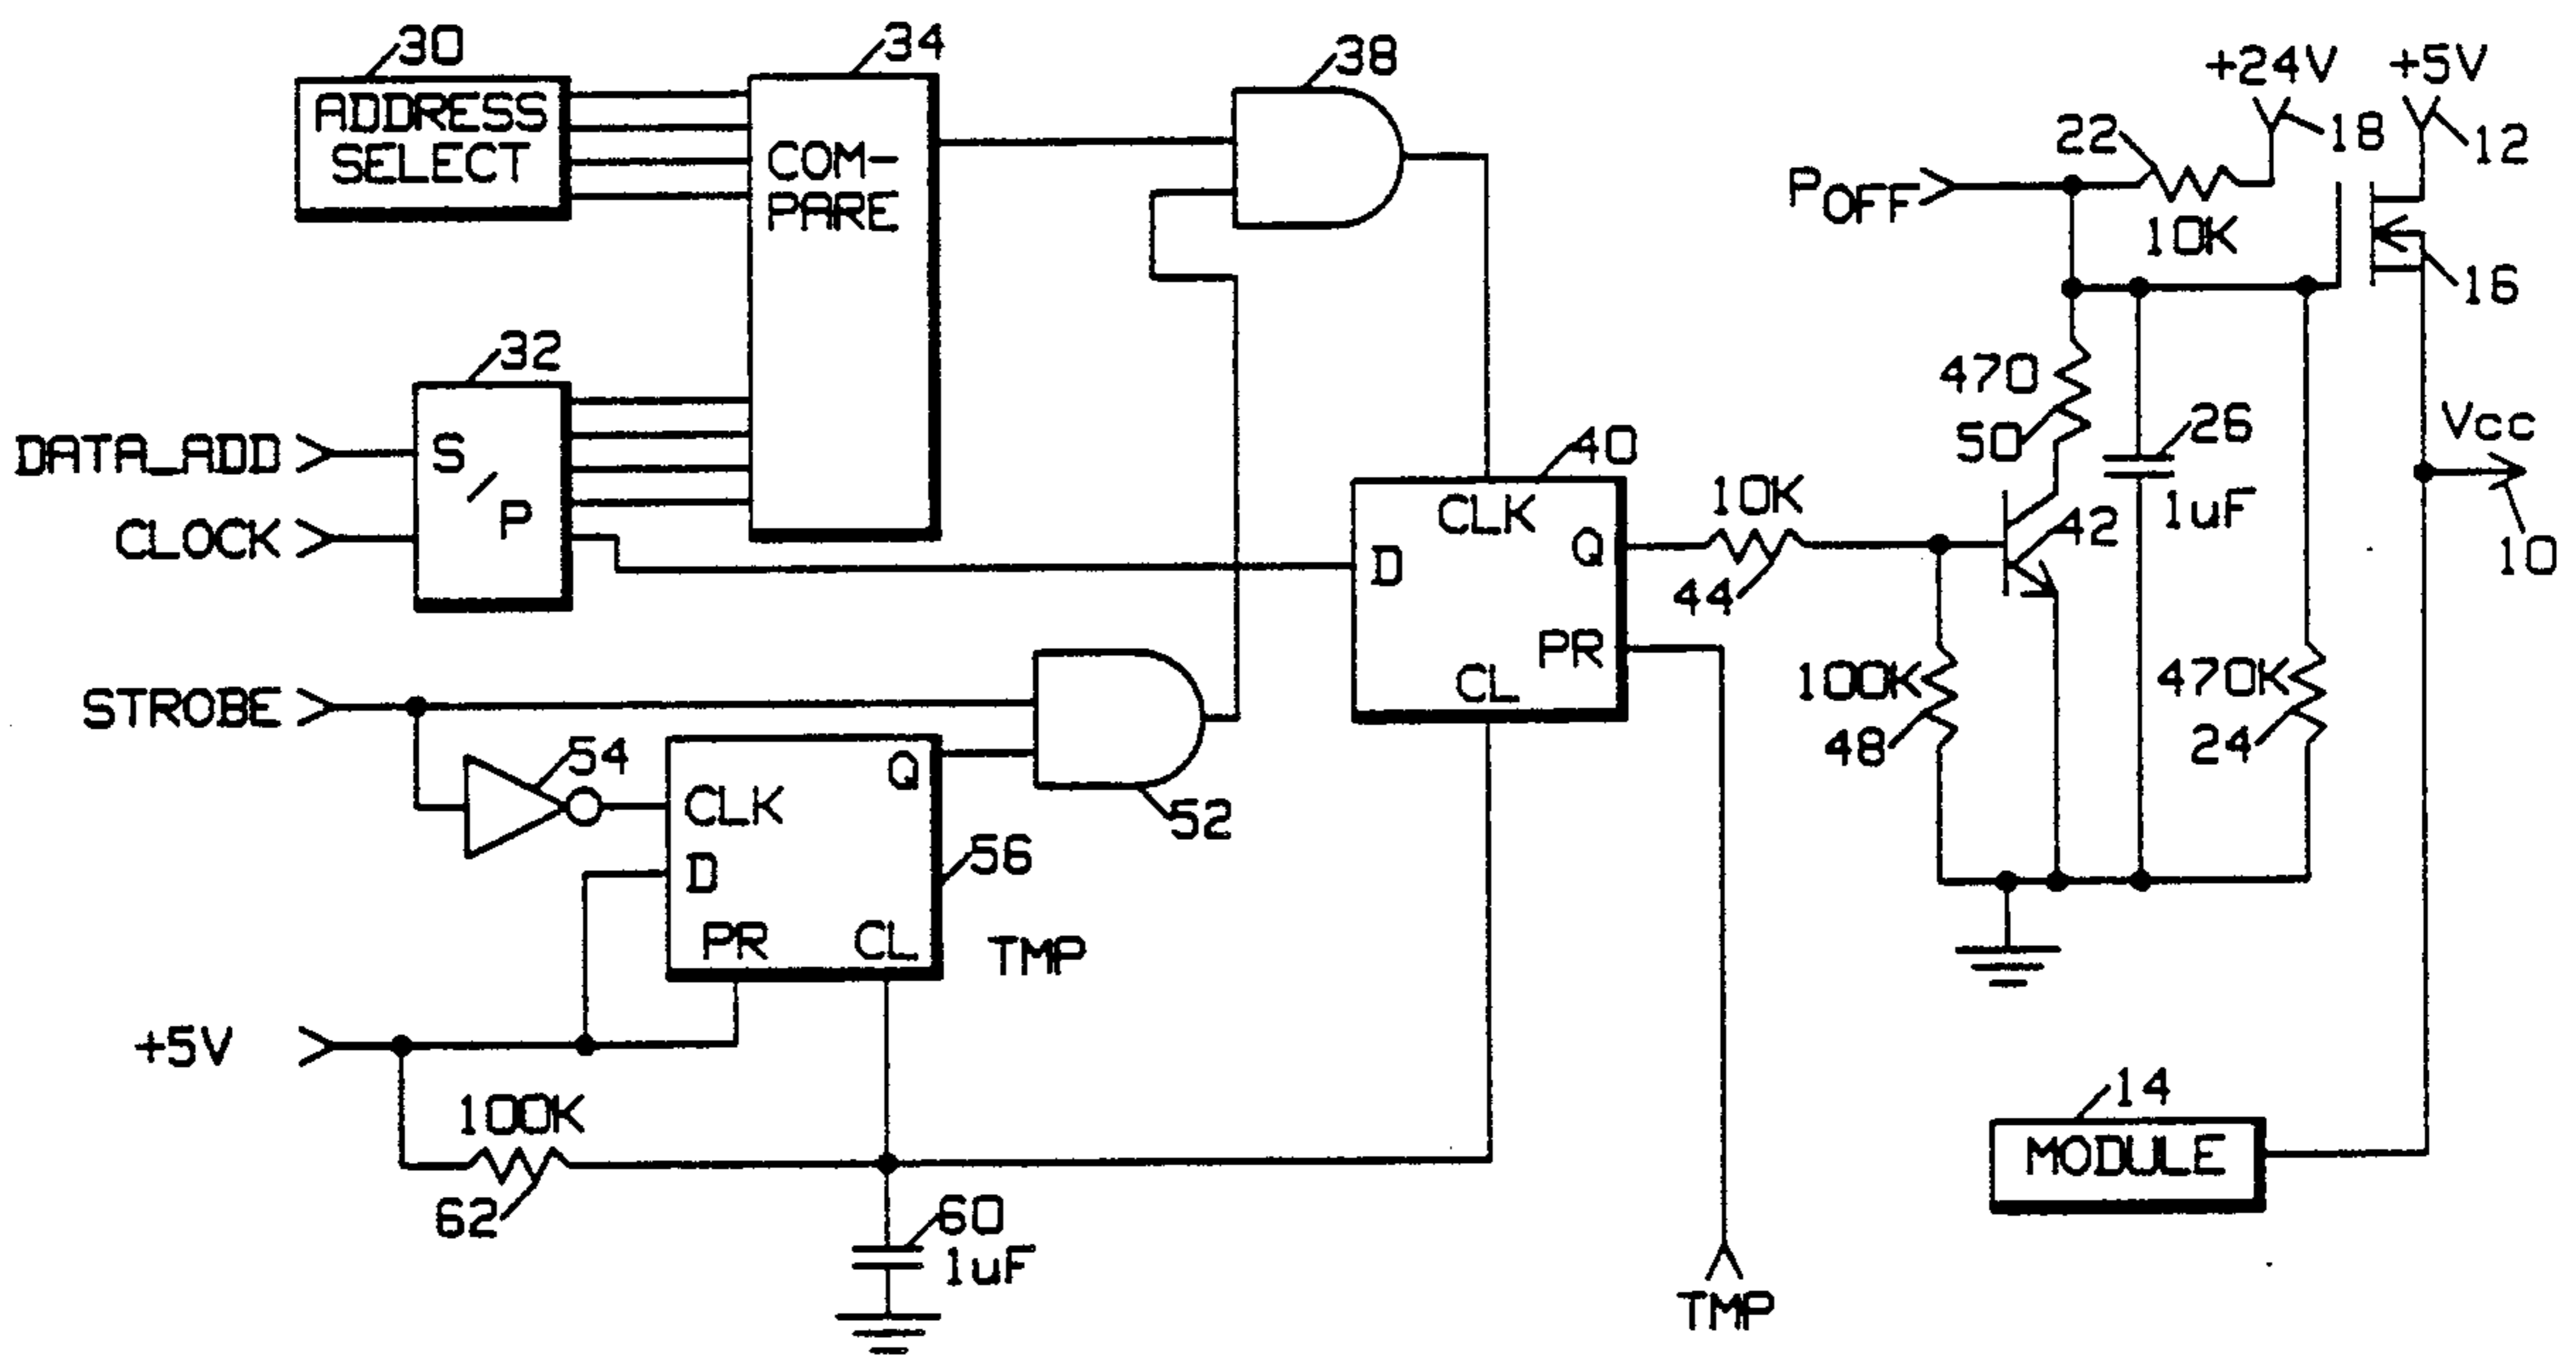 30
ADDRESS
SELECT
34
COM-
PARE
38
+24V
+5V
18
12
22
10K
POFF
16
32
S/P
DATA_ADD
CLOCK
470
50
26
1uF
Vcc
10
40
CLK
Q
D
PR
CL
10K
44
42
100K
48
470K
24
STROBE
54
Q
CLK
D
PR
CL
52
56
TMP
+5V
100K
62
60
1uF
14
MODULE
TMP